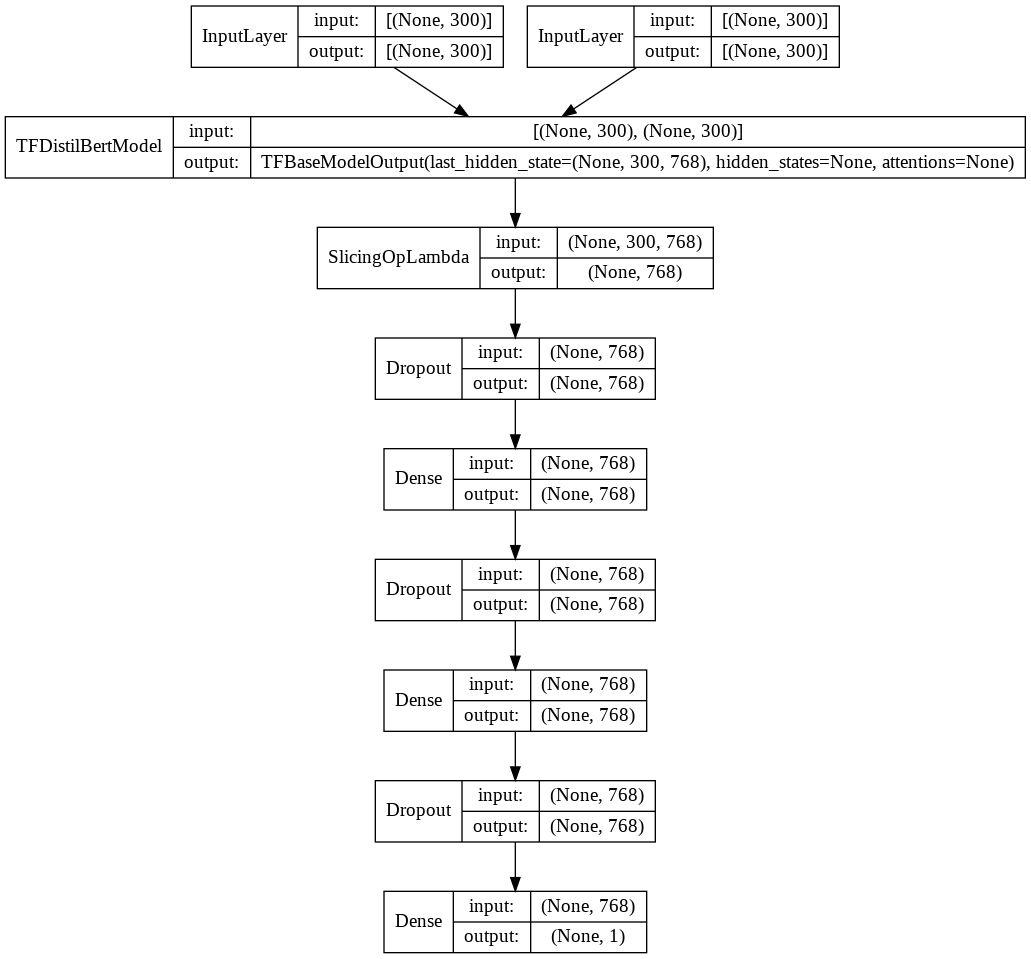 InputLayer input: [(None, 300)] output: [(None, 300)]
InputLayer input: [(None, 300)] output: [(None, 300)]
TFDistilBertModel input: [(None, 300), (None, 300)]
output: TFBaseModelOutput(last_hidden_state=(None, 300, 768), hidden_states=None, attentions=None)
SlicingOpLambda input: (None, 300, 768)
output: (None, 768)
Dropout input: (None, 768)
output: (None, 768)
Dense input: (None, 768)
output: (None, 768)
Dropout input: (None, 768)
output: (None, 768)
Dense input: (None, 768)
output: (None, 768)
Dropout input: (None, 768)
output: (None, 768)
Dense input: (None, 768)
output: (None, 1)